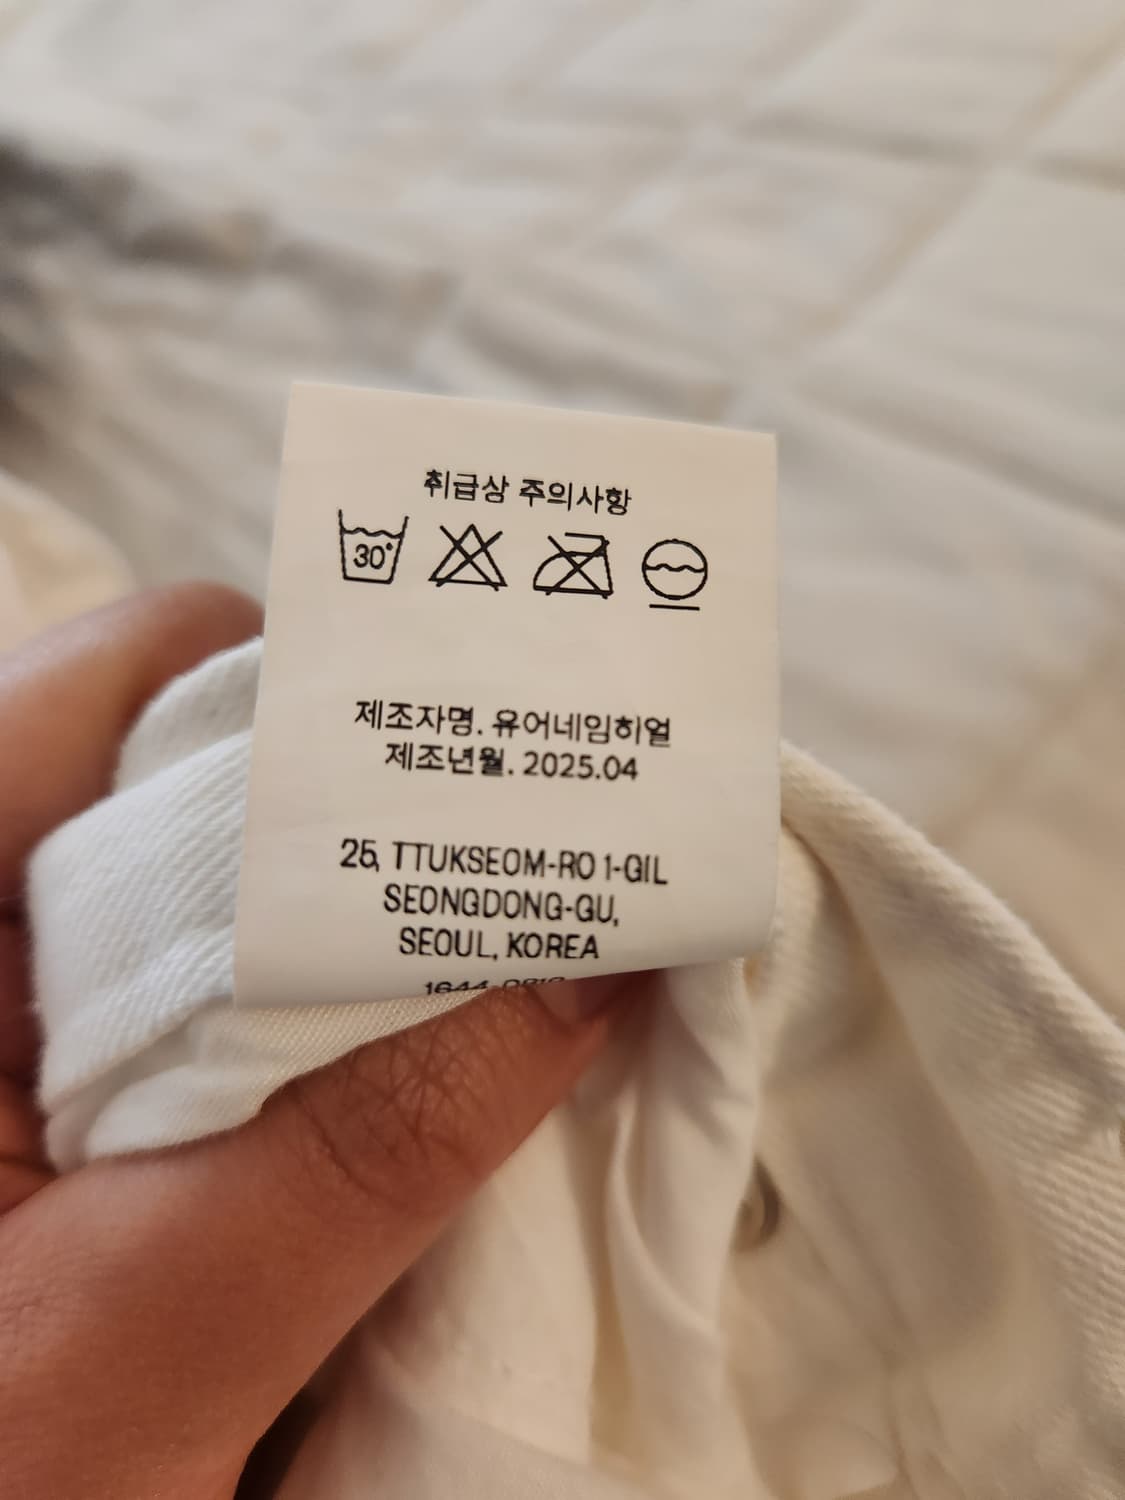 취급상 주의사항
30°
제조자명. 유어네임히얼
제조년월. 2025.04
25, TTUKSEOM-RO 1-GIL
SEONGDONG-GU,
SEOUL, KOREA